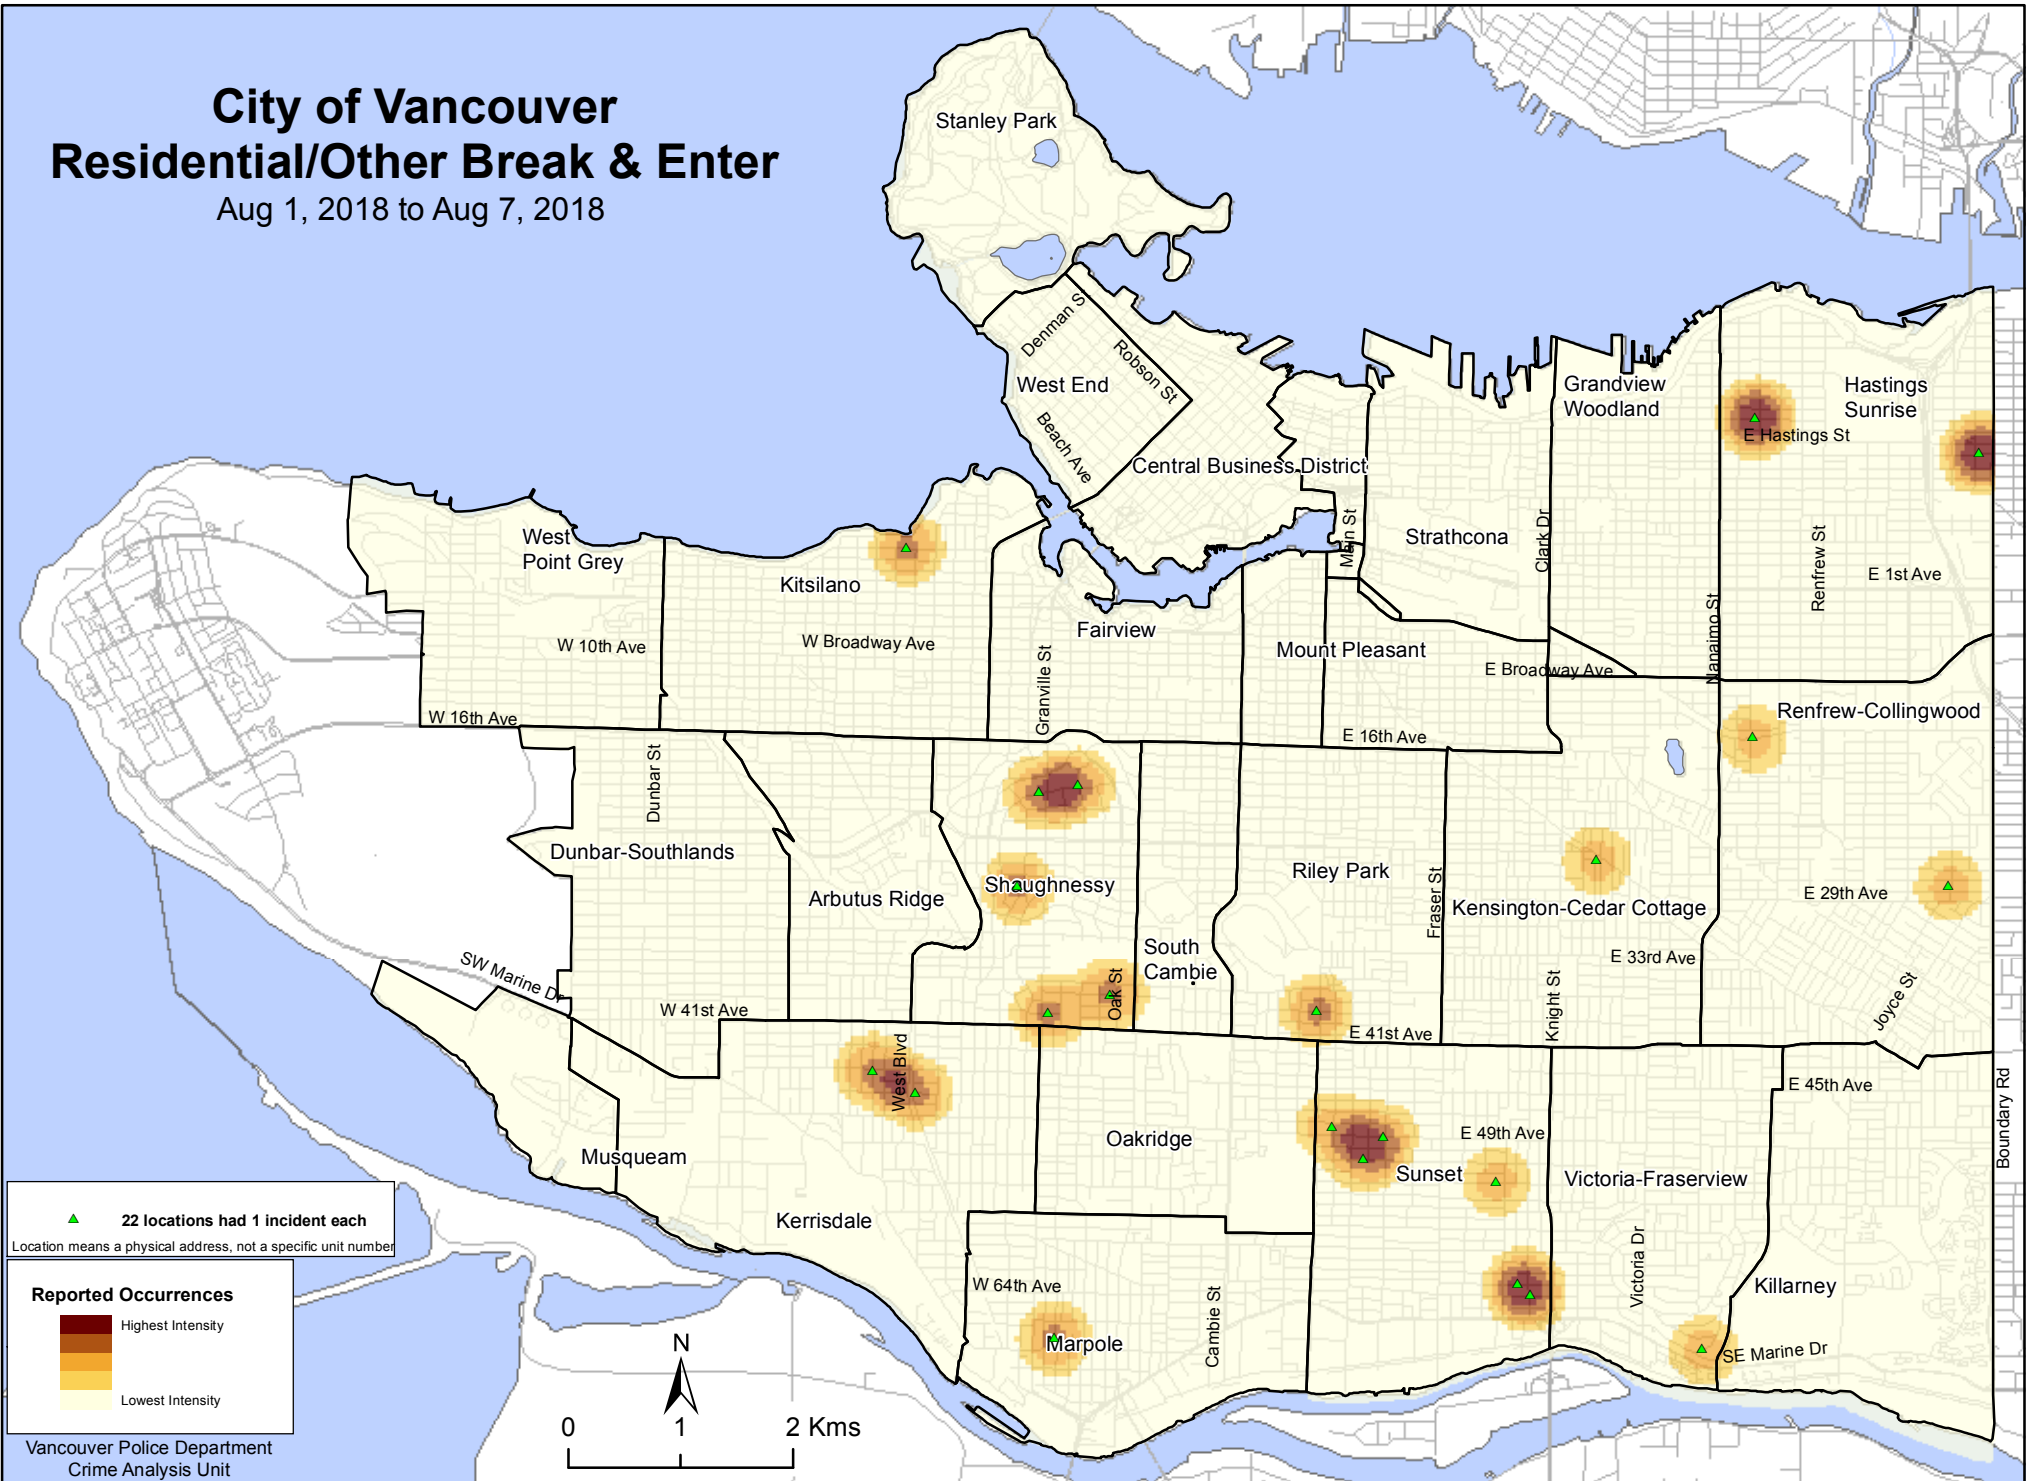 City of Vancouver
Residential/Other Break & Enter
Aug 1, 2018 to Aug 7, 2018
Stanley Park
Denman St
Robson St
West End
Beach Ave
Central Business District
Grandview
Woodland
Hastings
Sunrise
E Hastings St
West
Point Grey
Kitsilano
Main St
Strathcona
Clark Dr
Renfrew St
E 1st Ave
Nanaimo St
W 10th Ave
W Broadway Ave
Fairview
Granville St
Mount Pleasant
E Broadway Ave
W 16th Ave
E 16th Ave
Renfrew-Collingwood
Dunbar St
Dunbar-Southlands
Arbutus Ridge
Shaughnessy
Riley Park
Fraser St
Kensington-Cedar Cottage
E 29th Ave
South
Cambie
E 33rd Ave
SW Marine Dr
W 41st Ave
Oak St
E 41st Ave
Knight St
Joyce St
West Blvd
E 45th Ave
Boundary Rd
Musqueam
Oakridge
E 49th Ave
Sunset
Victoria-Fraserview
Kerrisdale
Victoria Dr
W 64th Ave
Cambie St
Killarney
Marpole
SE Marine Dr
22 locations had 1 incident each
Location means a physical address, not a specific unit number
Reported Occurrences
Highest Intensity
Lowest Intensity
N
0 1 2 Kms
Vancouver Police Department
Crime Analysis Unit